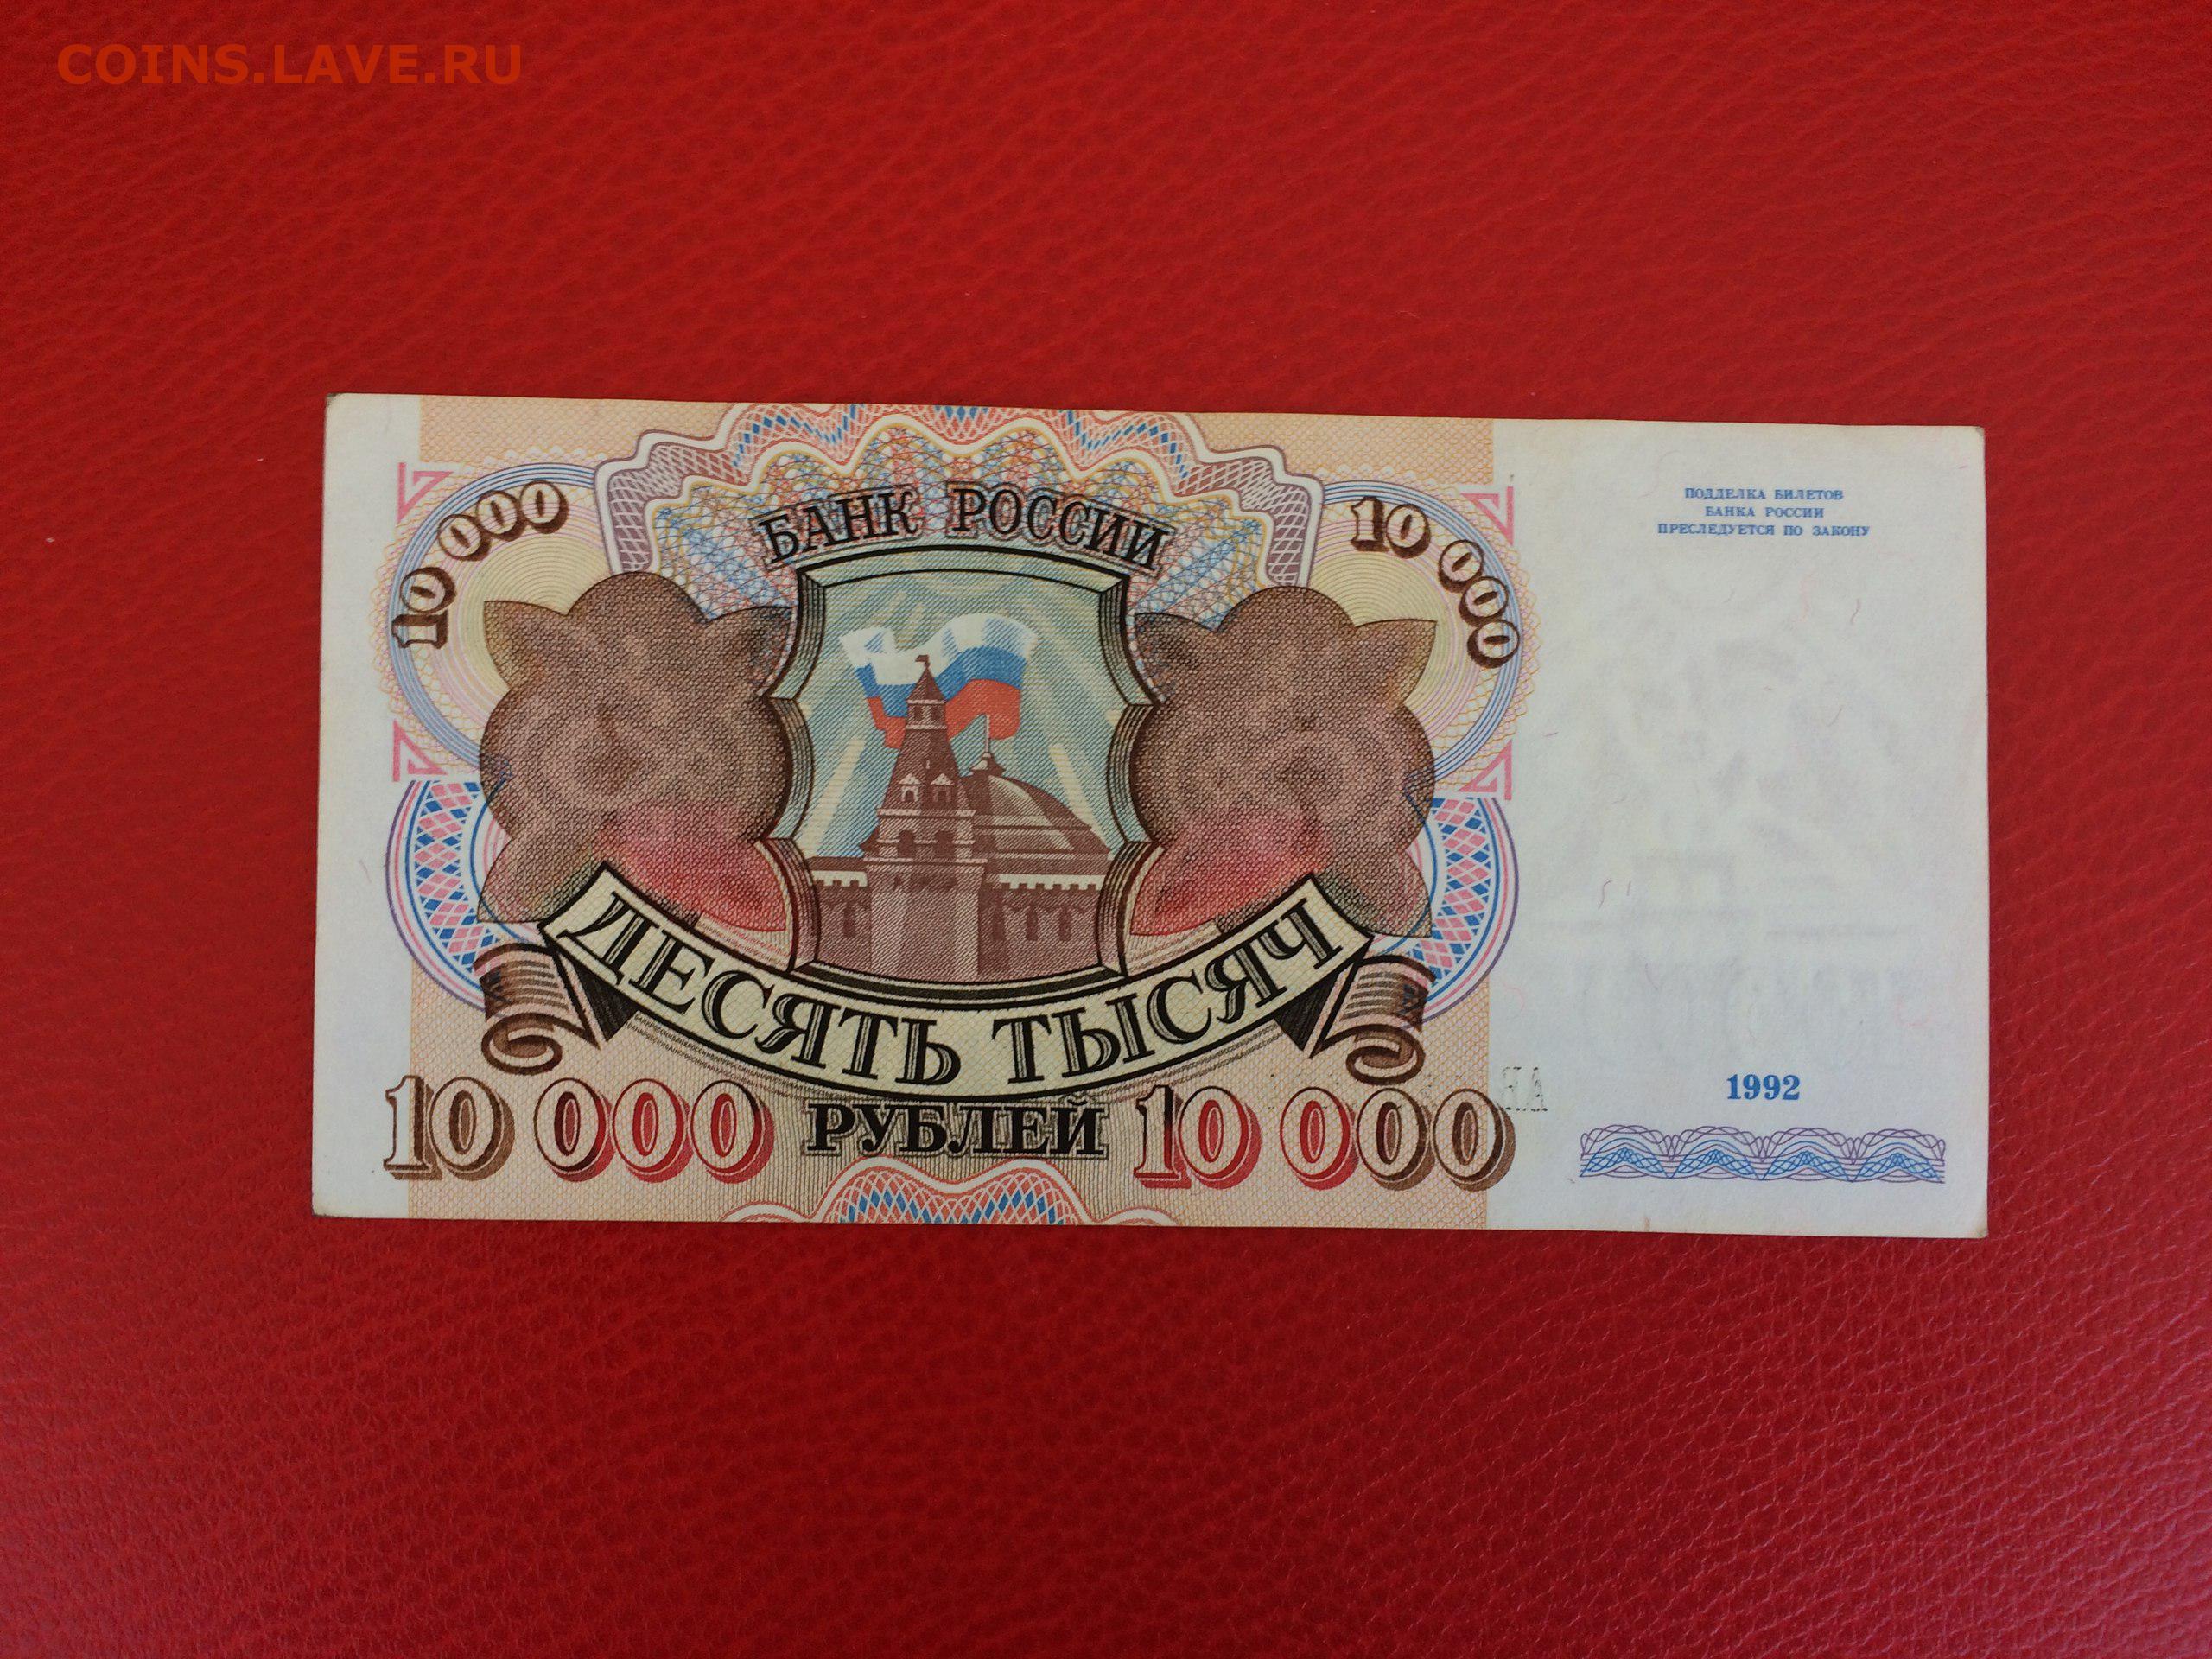 COINS.LAVE.RU
10 000
БАНК РОССИИ
10 000
ПОДДЕЛКА БИЛЕТОВ
БАНКА РОССИИ
ПРЕСЛЕДУЕТСЯ ПО ЗАКОНУ
ДЕСЯТЬ ТЫСЯЧ
10 000 РУБЛЕЙ 10 000
1992